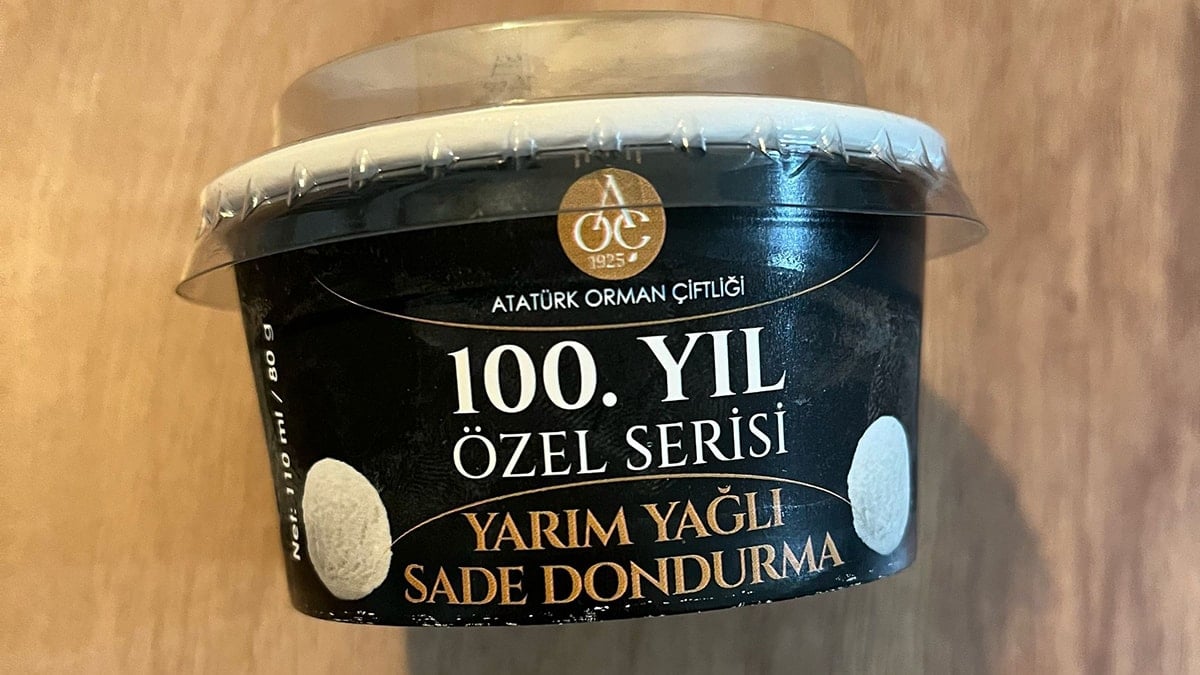 AOÇ
1925
ATATÜRK ORMAN ÇİFTLİĞİ
100. YIL
ÖZEL SERİSİ
YARIM YAĞLI
SADE DONDURMA
Net: 110 ml / 80 g